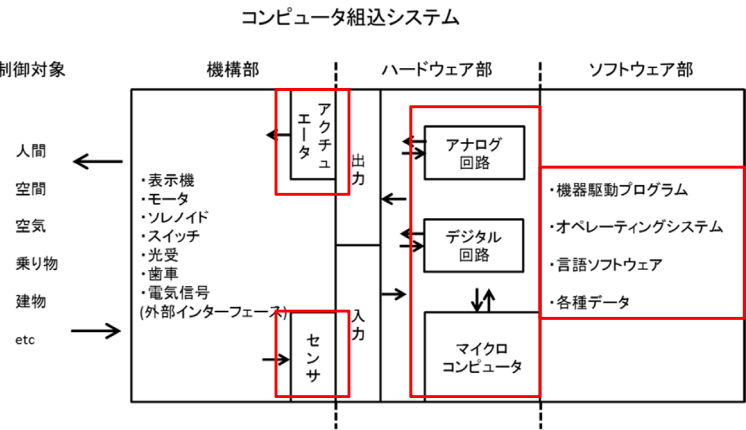 コンピュータ組込システム
制御対象
機構部
ハードウェア部
ソフトウェア部
人間
空間
空気
乗り物
建物
etc
・表示機
・モータ
・ソレノイド
・スイッチ
・光受
・歯車
・電気信号
(外部インターフェース)
アクチュ
エータ
センサ
出力
入力
アナログ
回路
デジタル
回路
マイクロ
コンピュータ
・機器駆動プログラム
・オペレーティングシステム
・言語ソフトウェア
・各種データ